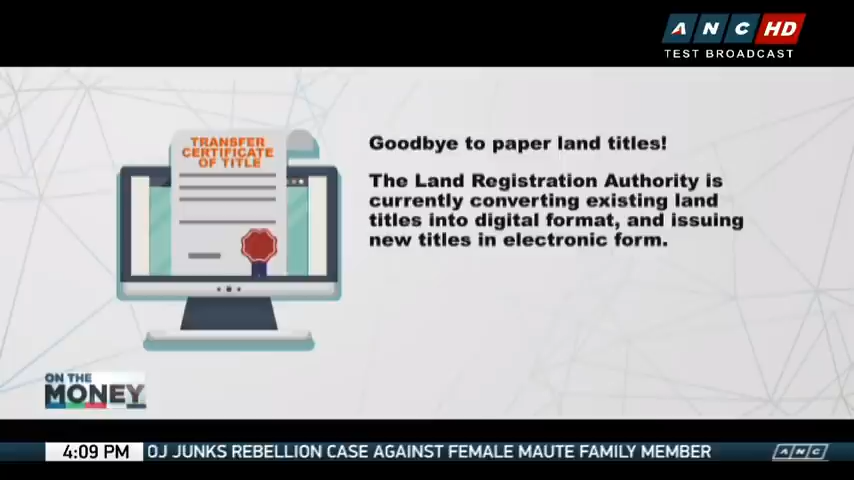 ANC HD
TEST BROADCAST
TRANSFER
CERTIFICATE
OF TITLE
Goodbye to paper land titles!
The Land Registration Authority is
currently converting existing land
titles into digital format, and issuing
new titles in electronic form.
ON THE
MONEY
4:09 PM OJ JUNKS REBELLION CASE AGAINST FEMALE MAUTE FAMILY MEMBER ANC